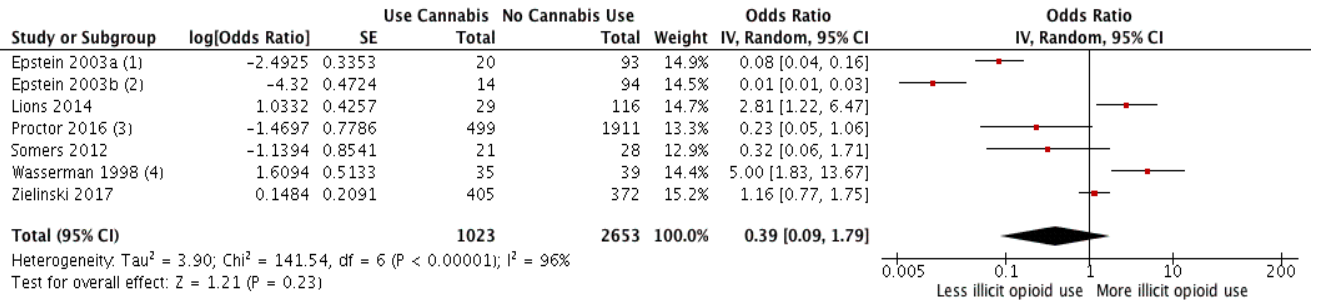 Use Cannabis No Cannabis Use Odds Ratio Odds Ratio
Study or Subgroup log[Odds Ratio] SE Total Total Weight IV, Random, 95% CI IV, Random, 95% CI
Epstein 2003a (1) -2.4925 0.3353 20 93 14.9% 0.08 [0.04, 0.16]
Epstein 2003b (2) -4.32 0.4724 14 94 14.5% 0.01 [0.01, 0.03]
Lions 2014 1.0332 0.4257 29 116 14.7% 2.81 [1.22, 6.47]
Proctor 2016 (3) -1.4697 0.7786 499 1911 13.3% 0.23 [0.05, 1.06]
Somers 2012 -1.1394 0.8541 21 28 12.9% 0.32 [0.06, 1.71]
Wasserman 1998 (4) 1.6094 0.5133 35 39 14.4% 5.00 [1.83, 13.67]
Zielinski 2017 0.1484 0.2091 405 372 15.2% 1.16 [0.77, 1.75]
Total (95% CI) 1023 2653 100.0% 0.39 [0.09, 1.79]
Heterogeneity: Tau² = 3.90; Chi² = 141.54, df = 6 (P < 0.00001); I² = 96%
Test for overall effect: Z = 1.21 (P = 0.23)
0.005 0.1 1 10 200
Less illicit opioid use More illicit opioid use